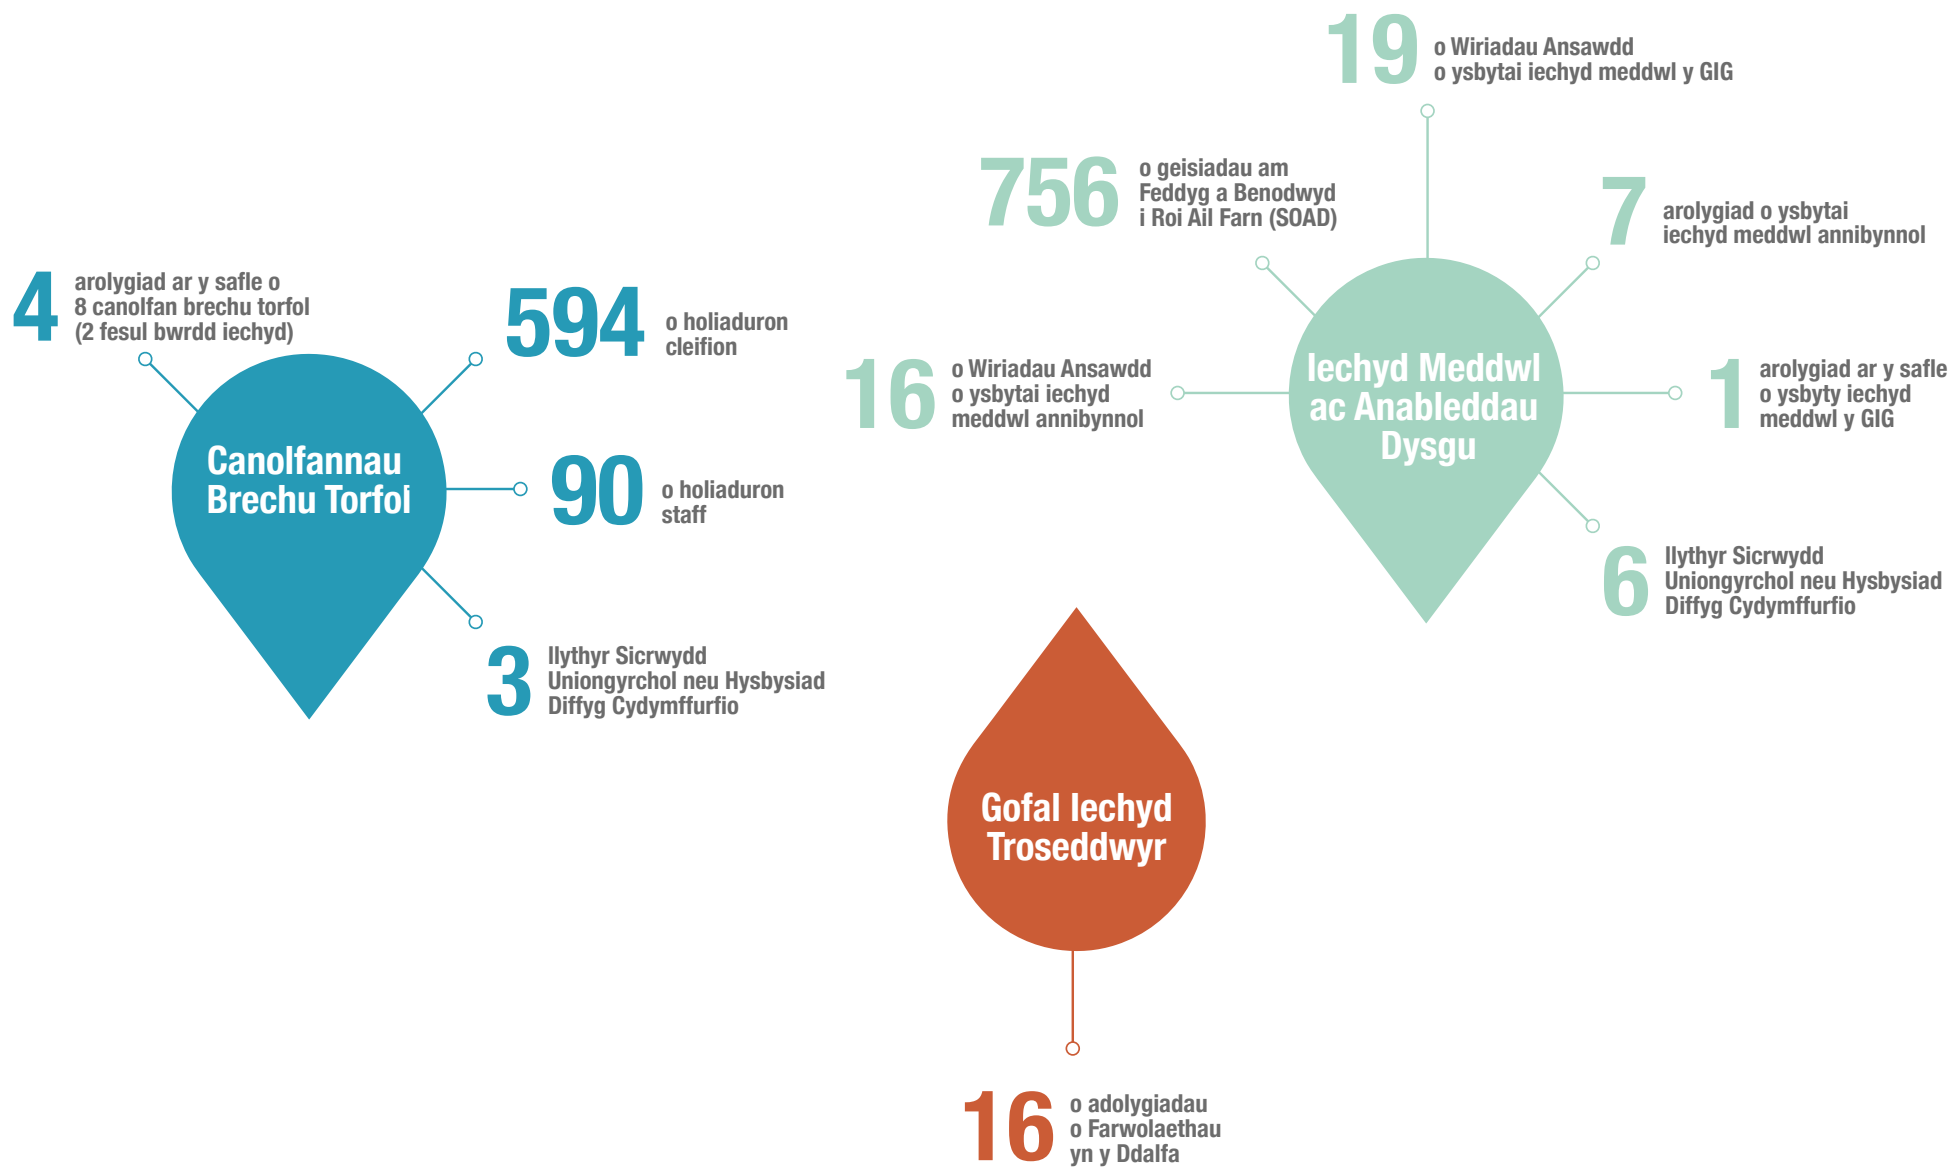 Canolfannau
Brechu Torfol
4
arolygiad ar y safle o
8 canolfan brechu torfol
(2 fesul bwrdd iechyd)
594
o holiaduron
cleifion
90
o holiaduron
staff
3
llythyr Sicrwydd
Uniongyrchol neu Hysbysiad
Diffyg Cydymffurfio
Iechyd Meddwl
ac Anableddau
Dysgu
19
o Wiriadau Ansawdd
o ysbytai iechyd meddwl y GIG
756
o geisiadau am
Feddyg a Benodwyd
i Roi Ail Farn (SOAD)
7
arolygiad o ysbytai
iechyd meddwl annibynnol
16
o Wiriadau Ansawdd
o ysbytai iechyd
meddwl annibynnol
1
arolygiad ar y safle
o ysbyty iechyd
meddwl y GIG
6
llythyr Sicrwydd
Uniongyrchol neu Hysbysiad
Diffyg Cydymffurfio
Gofal Iechyd
Troseddwyr
16
o adolygiadau
o Farwolaethau
yn y Ddalfa